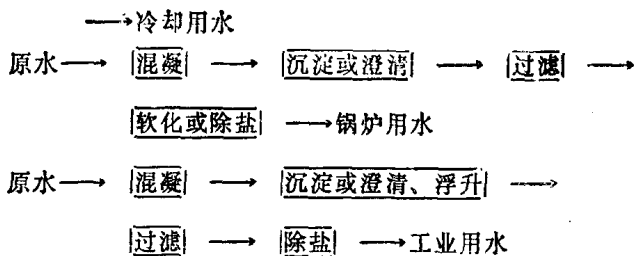 ⟶冷却用水
原水⟶ 混凝 ⟶ 沉淀或澄清 ⟶ 过滤 ⟶
软化或除盐 ⟶锅炉用水
原水⟶ 混凝 ⟶ 沉淀或澄清、浮升 ⟶
过滤 ⟶ 除盐 ⟶工业用水